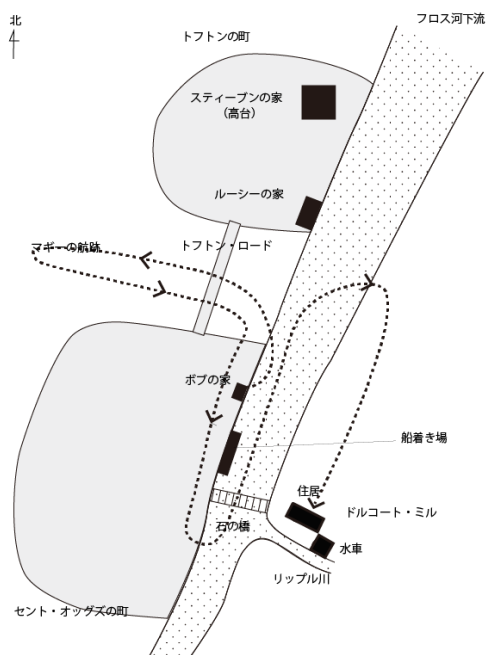 北
フロス河下流
トフトンの町
スティーブンの家
（高台）
ルーシーの家
マギーの航跡
トフトン・ロード
ボブの家
船着き場
住居
ドルコート・ミル
石の橋
水車
リップル川
セント・オッグズの町